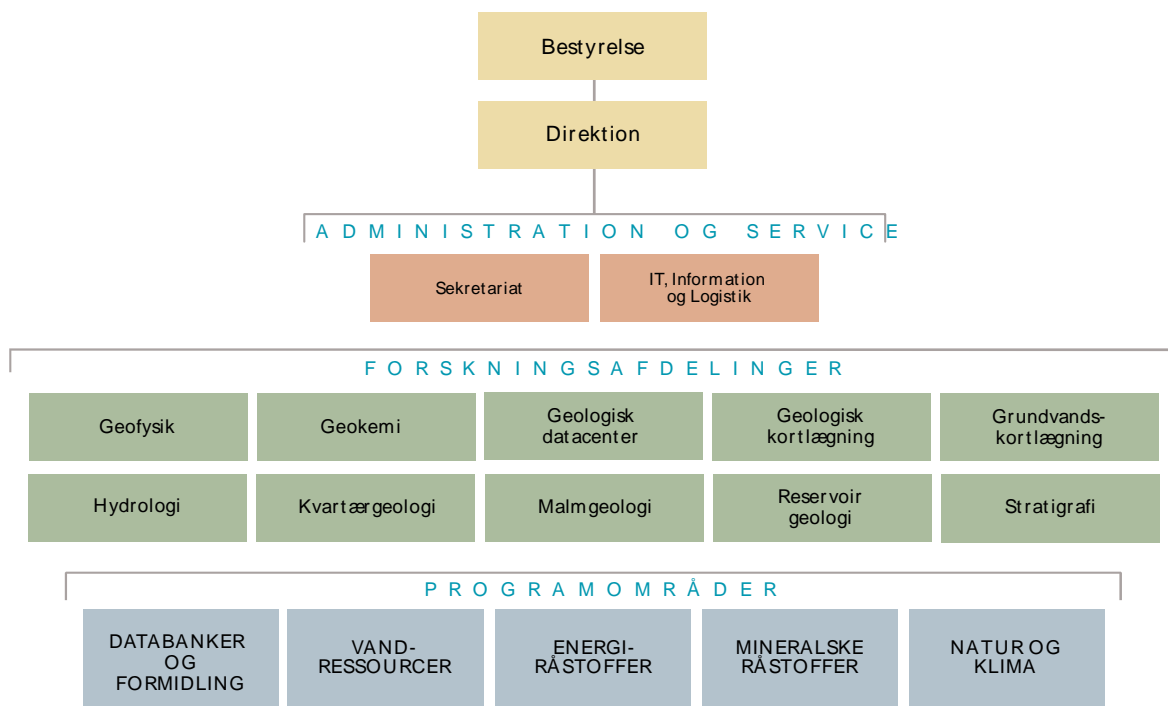 Bestyrelse
Direktion
ADMINISTRATION OG SERVICE
Sekretariat
IT, Information
og Logistik
FORSKNINGSAFDELINGER
Geofysik
Geokemi
Geologisk
datacenter
Geologisk
kortlægning
Grundvands-
kortlægning
Hydrologi
Kvartærgeologi
Malmgeologi
Reservoir
geologi
Stratigrafi
PROGRAMOMRÅDER
DATABANKER
OG
FORMIDLING
VAND-
RESSOURCER
ENERGI-
RÅSTOFFER
MINERALSKE
RÅSTOFFER
NATUR OG
KLIMA